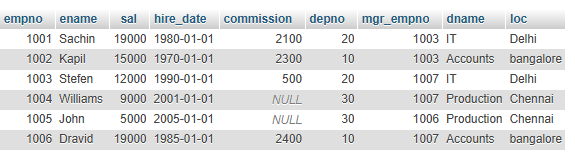 empno ename sal hire_date commission depno mgr_empno dname loc
1001 Sachin 19000 1980-01-01 2100 20 1003 IT Delhi
1002 Kapil 15000 1970-01-01 2300 10 1003 Accounts bangalore
1003 Stefen 12000 1990-01-01 500 20 1007 IT Delhi
1004 Williams 9000 2001-01-01 NULL 30 1007 Production Chennai
1005 John 5000 2005-01-01 NULL 30 1006 Production Chennai
1006 Dravid 19000 1985-01-01 2400 10 1007 Accounts bangalore